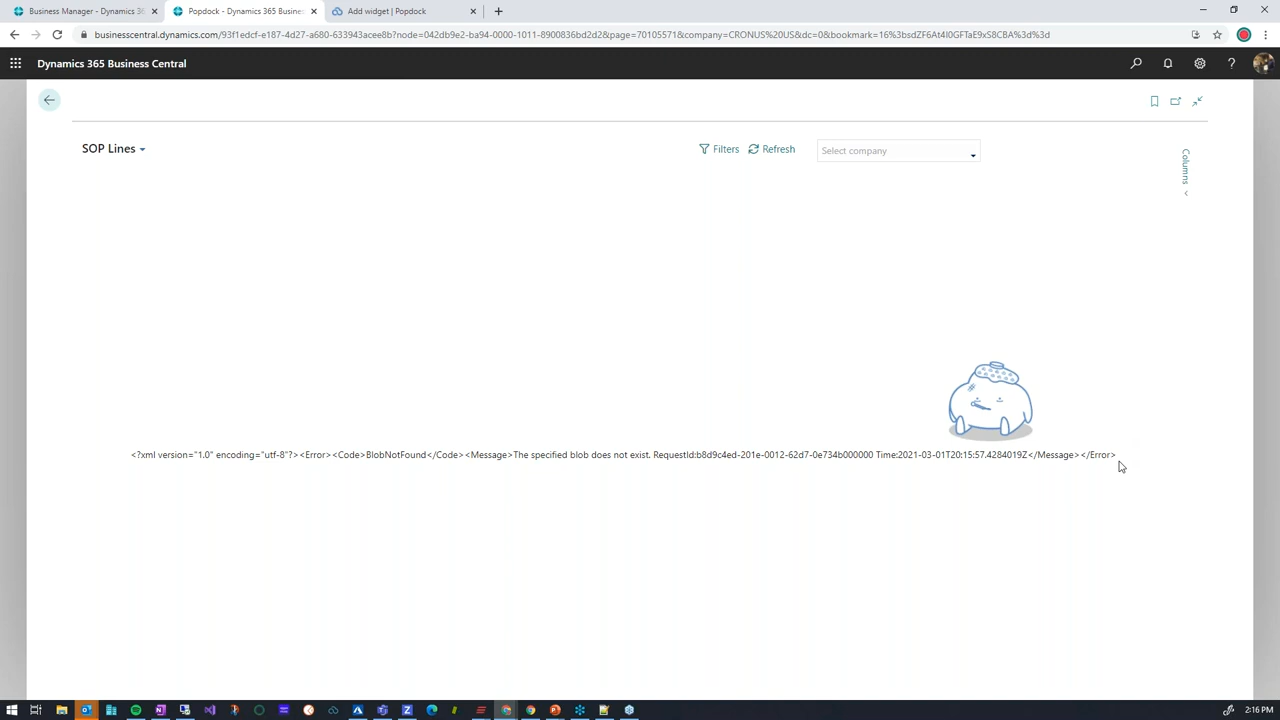 Business Manager - Dynamics 36
Popdock - Dynamics 365 Busine
Add widget | Popdock
businesscentral.dynamics.com/93f1edcf-e187-4d27-a680-633943acee8b?node=042db9e2-ba94-0000-1011-8900836bd2d2&page=70105571&company=CRONUS%20US&dc=0&bookmark=16%3bsdZF6At4I0GFTaE9xS8CBA%3d%3d
Dynamics 365 Business Central
SOP Lines
Filters
Refresh
Select company
Columns
<?xml version="1.0" encoding="utf-8"?><Error><Code>BlobNotFound</Code><Message>The specified blob does not exist. RequestId:b8d9c4ed-201e-0012-62d7-0e734b000000 Time:2021-03-01T20:15:57.4284019Z</Message></Error>
2:16 PM